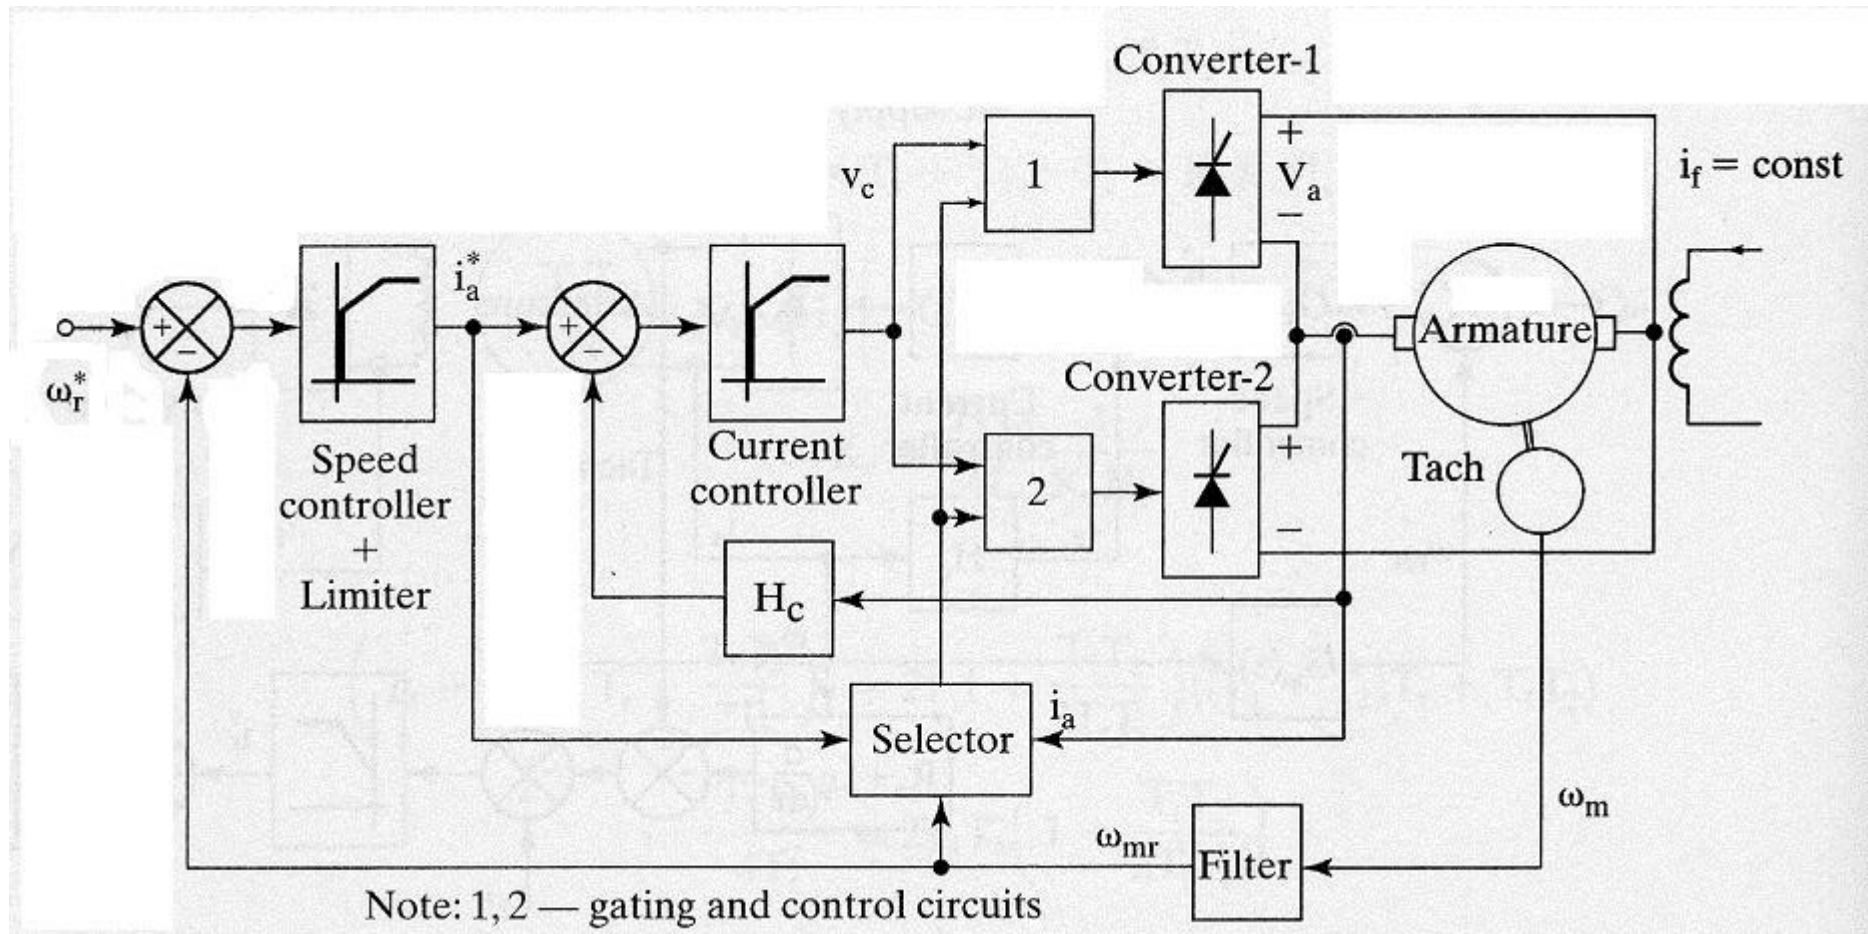 Converter-1
+
V_a
−
1
v_c
i_f = const
i_a^*
+
−
+
−
ω_r^*
Armature
Converter-2
+
−
2
Tach
Speed
controller
+
Limiter
Current
controller
H_c
Selector
i_a
ω_m
ω_mr
Filter
Note: 1, 2 — gating and control circuits